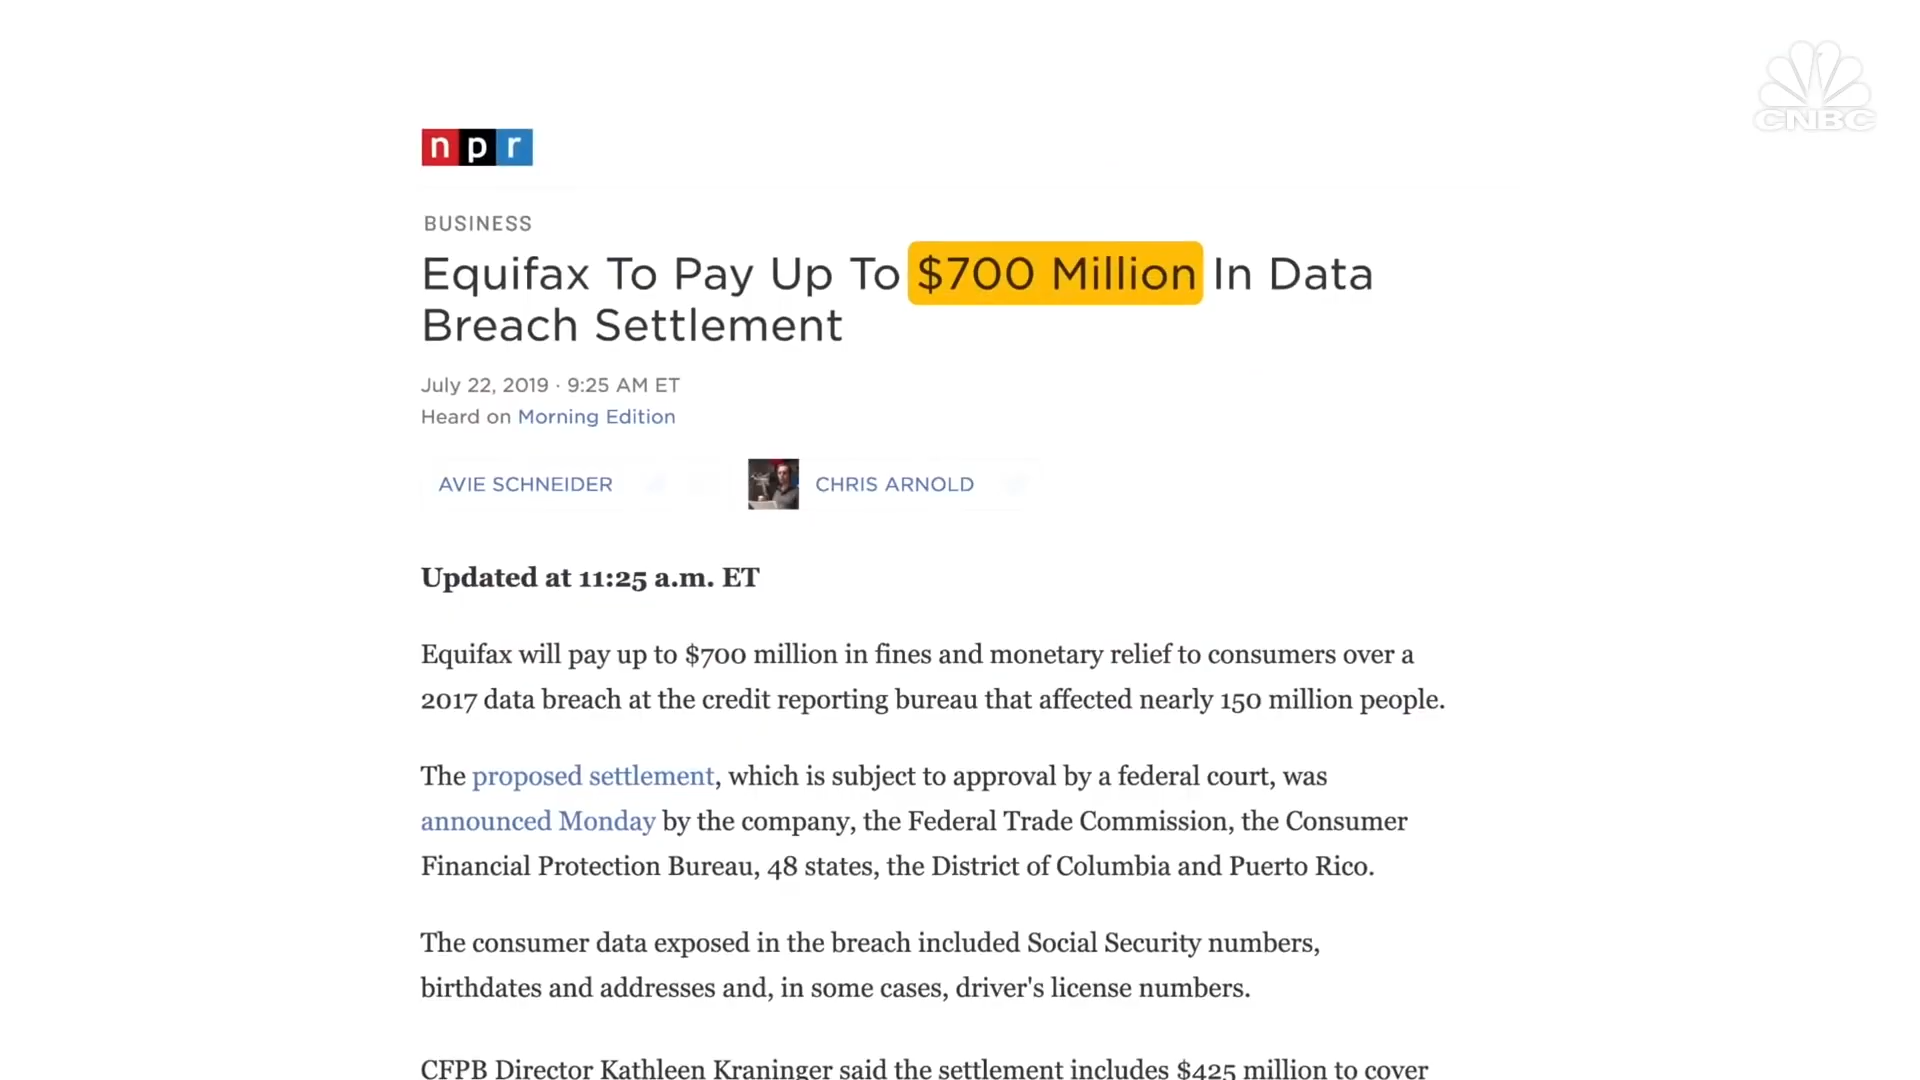 CNBC
npr
BUSINESS
Equifax To Pay Up To $700 Million In Data
Breach Settlement
July 22, 2019 · 9:25 AM ET
Heard on Morning Edition
AVIE SCHNEIDER
CHRIS ARNOLD
Updated at 11:25 a.m. ET
Equifax will pay up to $700 million in fines and monetary relief to consumers over a
2017 data breach at the credit reporting bureau that affected nearly 150 million people.
The proposed settlement, which is subject to approval by a federal court, was
announced Monday by the company, the Federal Trade Commission, the Consumer
Financial Protection Bureau, 48 states, the District of Columbia and Puerto Rico.
The consumer data exposed in the breach included Social Security numbers,
birthdates and addresses and, in some cases, driver's license numbers.
CFPB Director Kathleen Kraninger said the settlement includes $425 million to cover